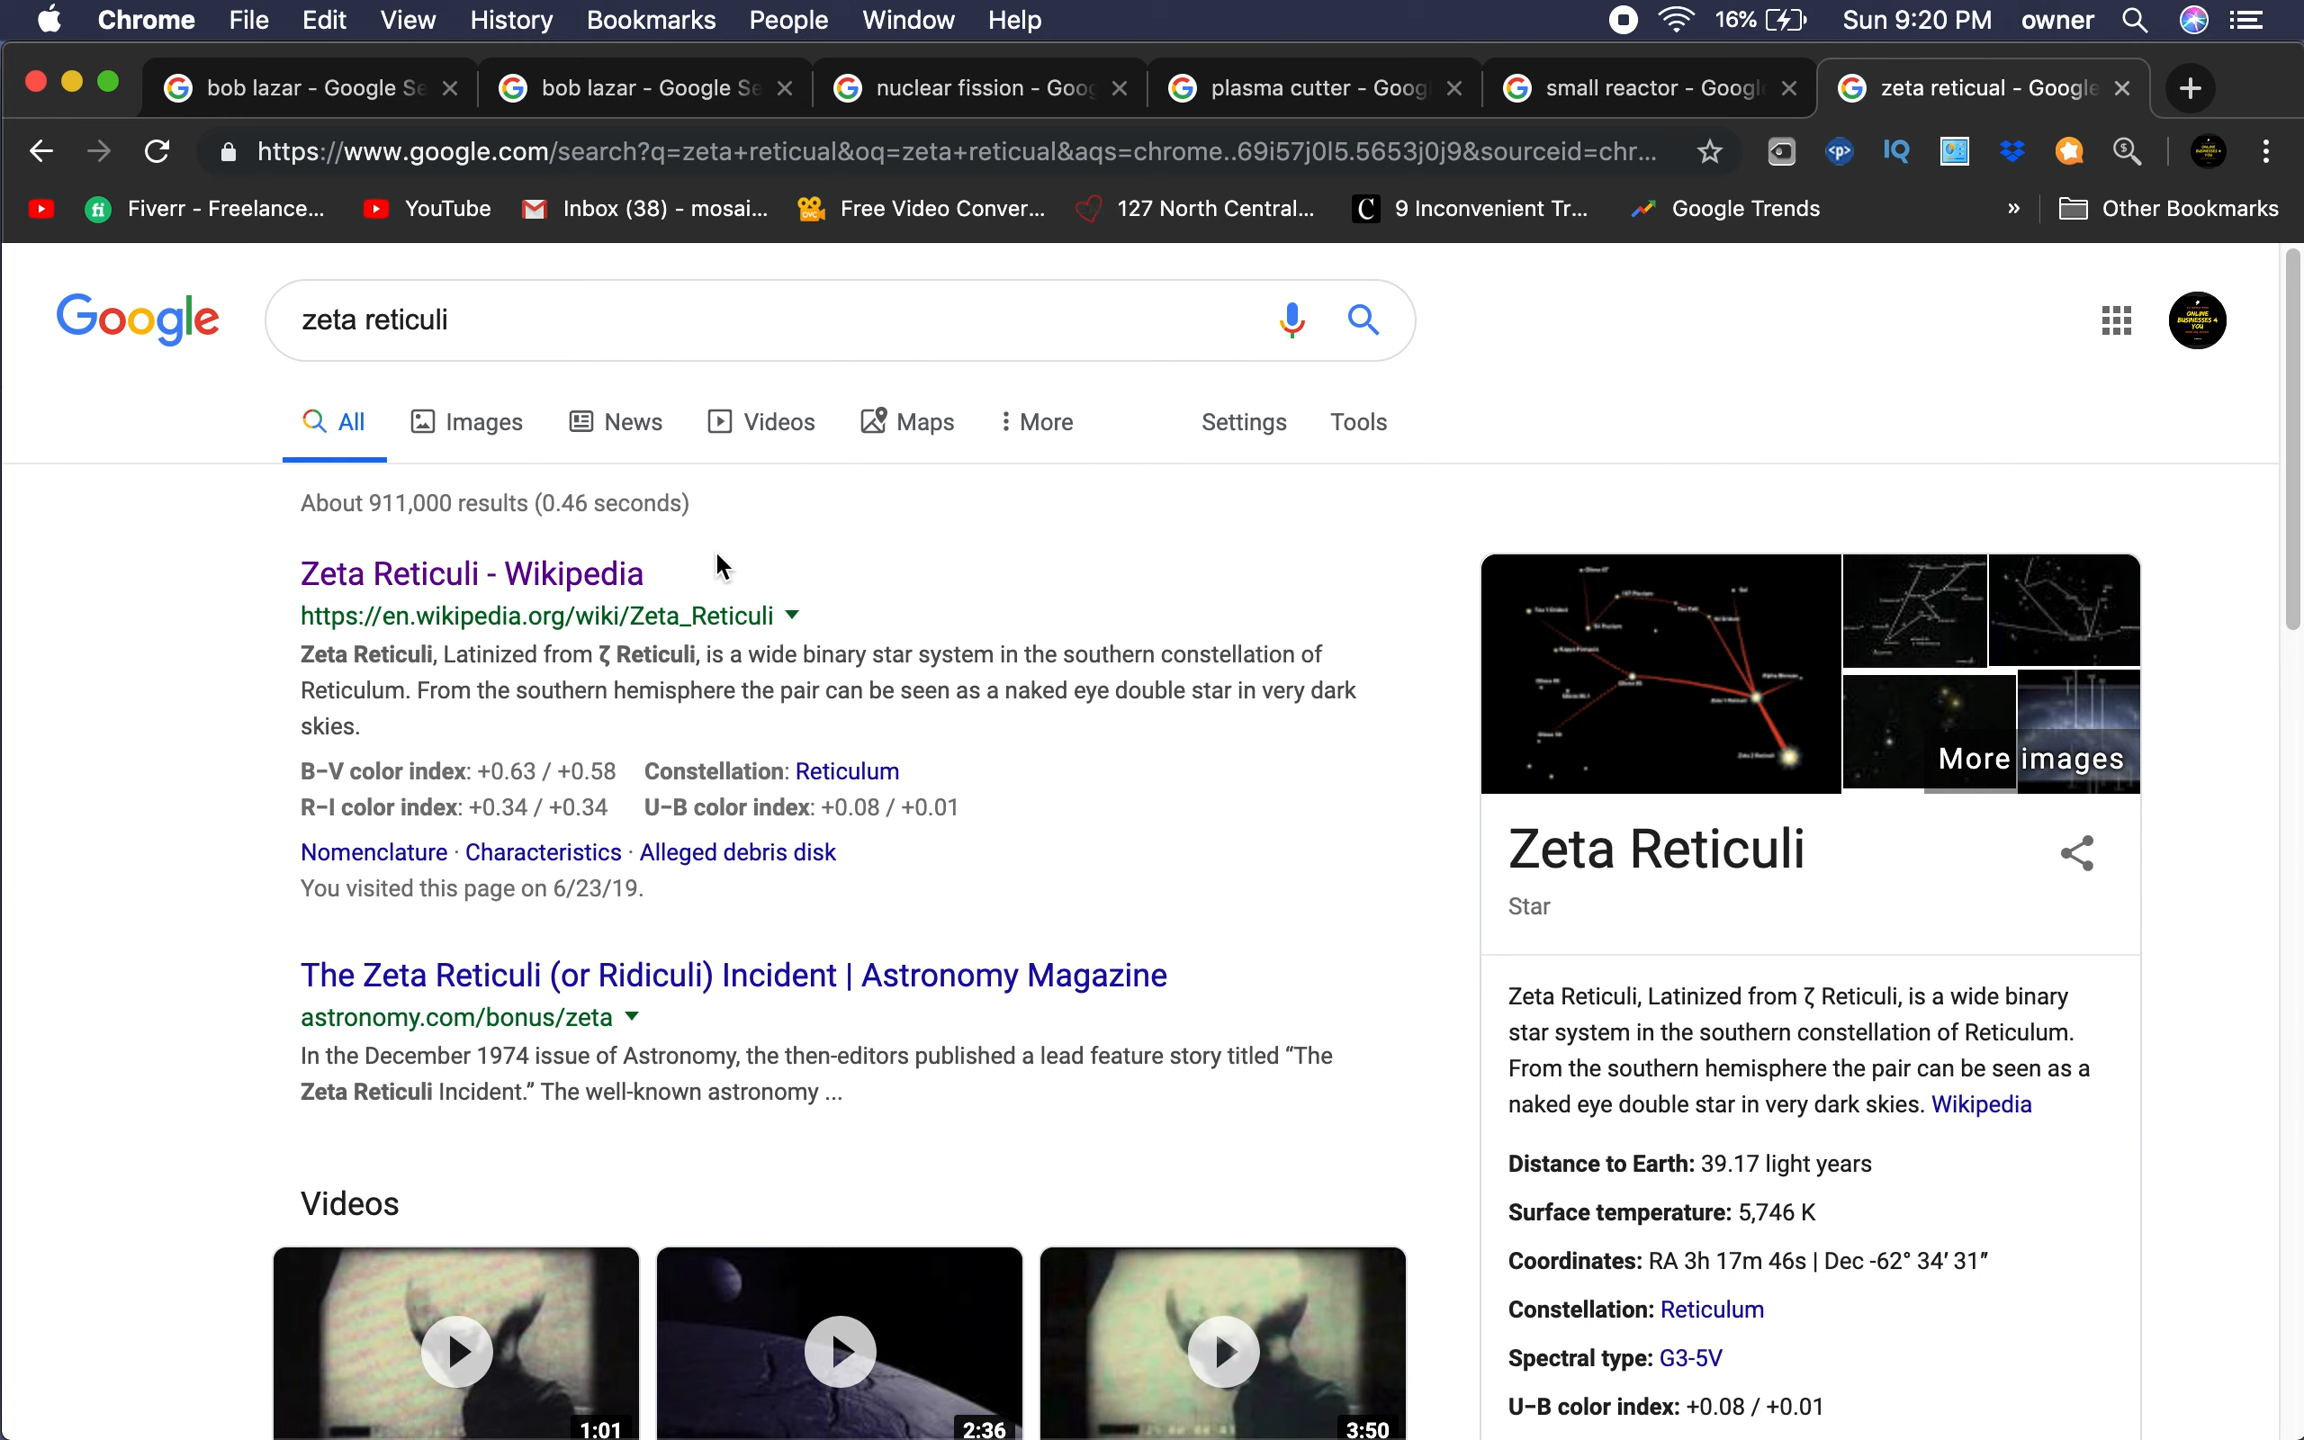 Chrome File Edit View History Bookmarks People Window Help 16% Sun 9:20 PM owner
bob lazar - Google Se
bob lazar - Google Se
nuclear fission - Goog
plasma cutter - Googl
small reactor - Googl
zeta reticual - Google
https://www.google.com/search?q=zeta+reticual&oq=zeta+reticual&aqs=chrome..69i57j0l5.5653j0j9&sourceid=chr...
Fiverr - Freelance... YouTube Inbox (38) - mosai... Free Video Conver... 127 North Central... 9 Inconvenient Tr... Google Trends » Other Bookmarks
Google
zeta reticuli
ONLINE
BUSINESSES 4
YOU
All Images News Videos Maps More Settings Tools
About 911,000 results (0.46 seconds)
Zeta Reticuli - Wikipedia
https://en.wikipedia.org/wiki/Zeta_Reticuli
Zeta Reticuli, Latinized from ζ Reticuli, is a wide binary star system in the southern constellation of
Reticulum. From the southern hemisphere the pair can be seen as a naked eye double star in very dark
skies.
B-V color index: +0.63 / +0.58 Constellation: Reticulum
R-I color index: +0.34 / +0.34 U-B color index: +0.08 / +0.01
Nomenclature · Characteristics · Alleged debris disk
You visited this page on 6/23/19.
The Zeta Reticuli (or Ridiculi) Incident | Astronomy Magazine
astronomy.com/bonus/zeta
In the December 1974 issue of Astronomy, the then-editors published a lead feature story titled “The
Zeta Reticuli Incident.” The well-known astronomy ...
Videos
1:01
2:36
3:50
More images
Zeta Reticuli
Star
Zeta Reticuli, Latinized from ζ Reticuli, is a wide binary
star system in the southern constellation of Reticulum.
From the southern hemisphere the pair can be seen as a
naked eye double star in very dark skies. Wikipedia
Distance to Earth: 39.17 light years
Surface temperature: 5,746 K
Coordinates: RA 3h 17m 46s | Dec -62° 34′ 31″
Constellation: Reticulum
Spectral type: G3-5V
U-B color index: +0.08 / +0.01